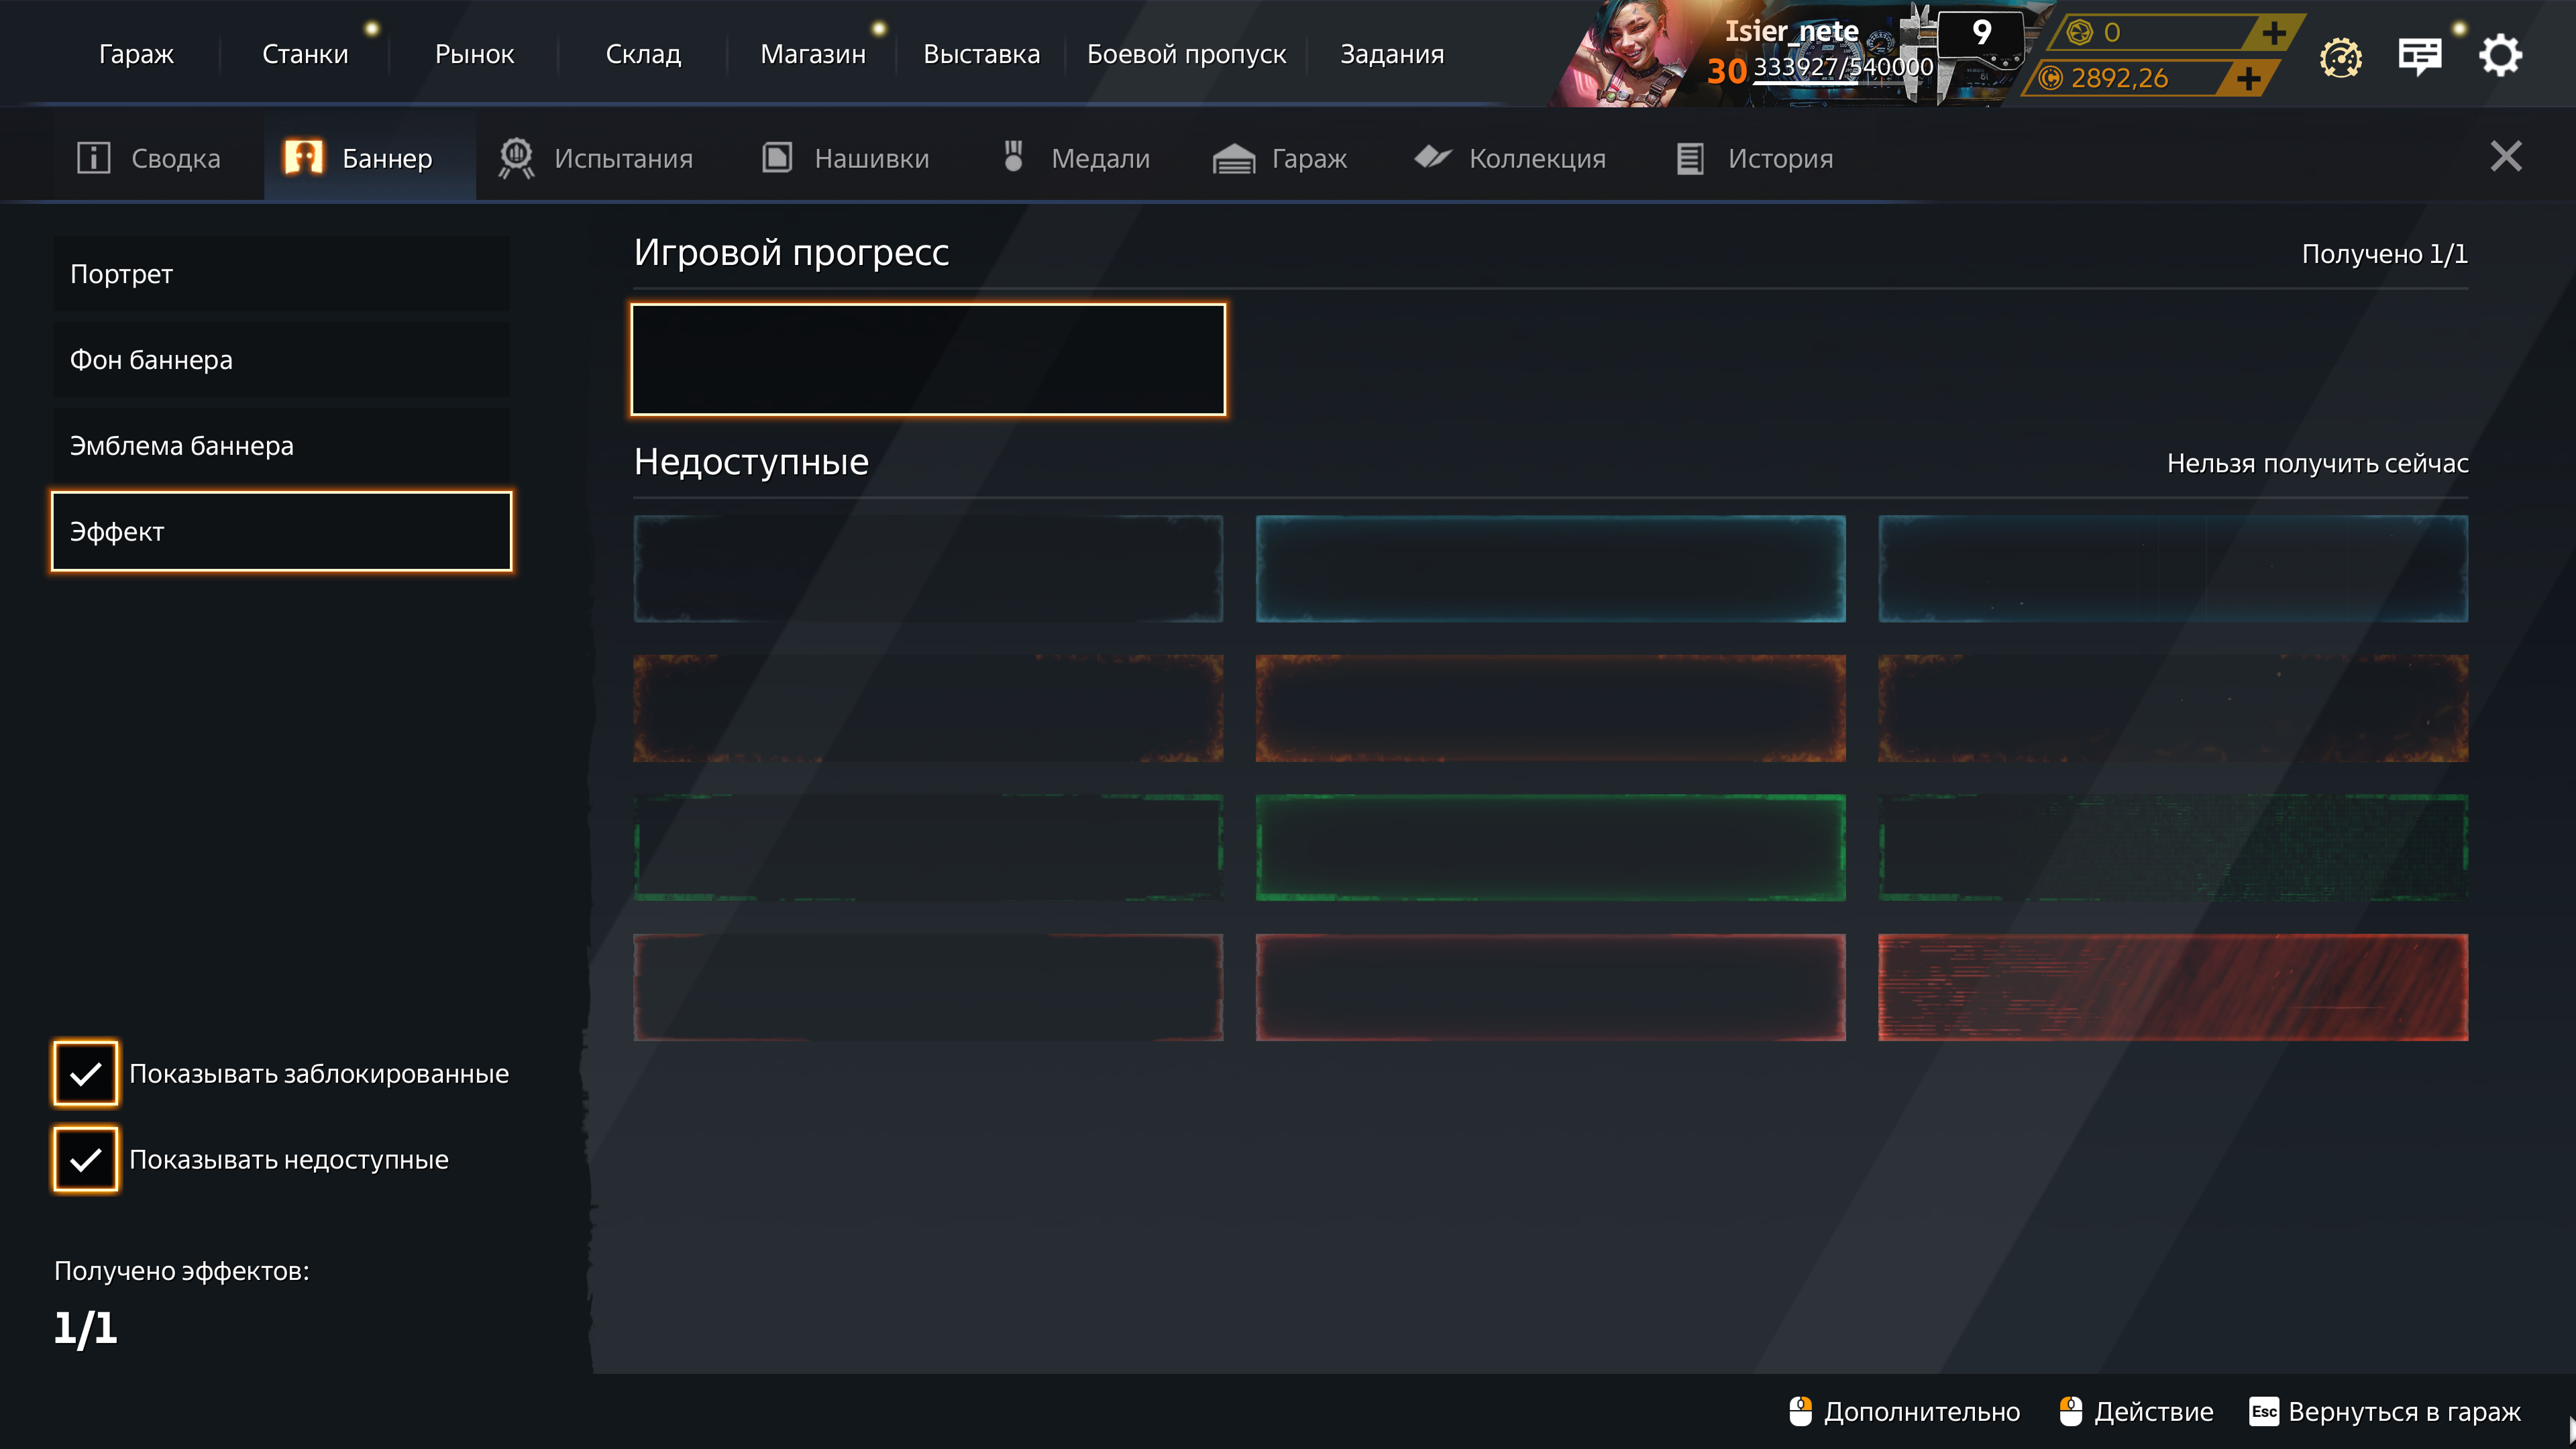 Гараж
Станки
Рынок
Склад
Магазин
Выставка
Боевой пропуск
Задания
Isier_nete
30 333927/540000
9
0
2892,26
Сводка
Баннер
Испытания
Нашивки
Медали
Гараж
Коллекция
История
Портрет
Фон баннера
Эмблема баннера
Эффект
Игровой прогресс
Получено 1/1
Недоступные
Нельзя получить сейчас
Показывать заблокированные
Показывать недоступные
Получено эффектов:
1/1
Дополнительно
Действие
Esc Вернуться в гараж